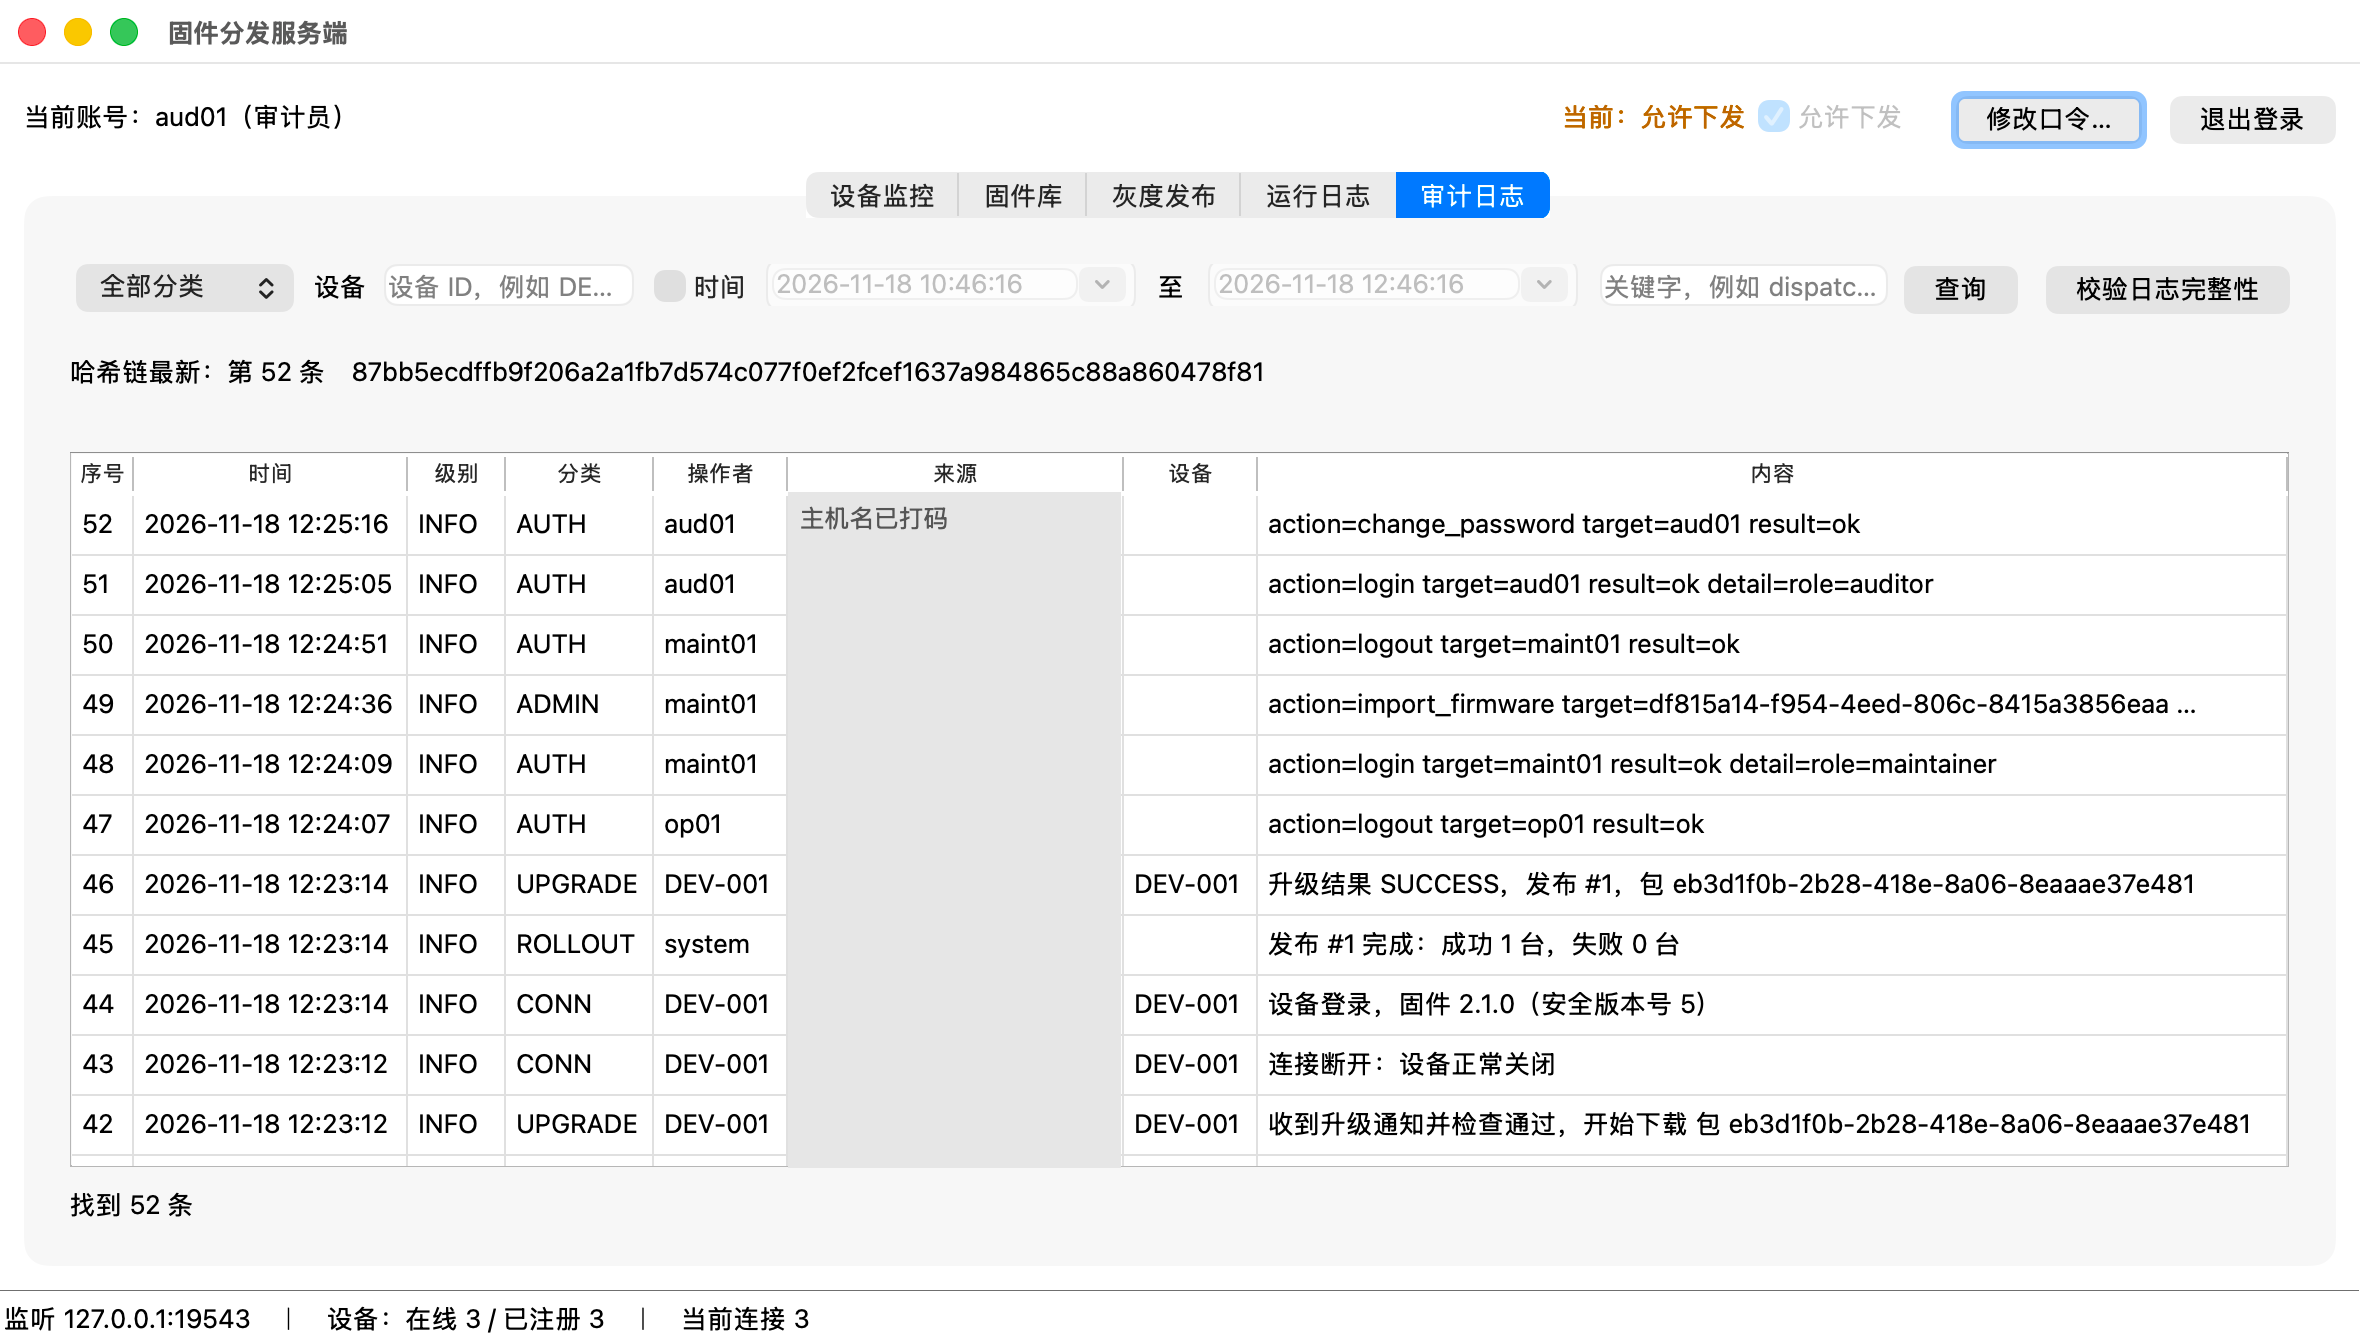 固件分发服务端
当前账号：aud01（审计员）
当前：允许下发 允许下发 修改口令... 退出登录
设备监控 固件库 灰度发布 运行日志 审计日志
全部分类 设备 设备 ID，例如 DE... 时间 2026-11-18 10:46:16 至 2026-11-18 12:46:16 关键字，例如 dispatc... 查询 校验日志完整性
哈希链最新：第 52 条 87bb5ecdffb9f206a2a1fb7d574c077f0ef2fcef1637a984865c88a860478f81
序号 时间 级别 分类 操作者 来源 设备 内容
52 2026-11-18 12:25:16 INFO AUTH aud01 主机名已打码 action=change_password target=aud01 result=ok
51 2026-11-18 12:25:05 INFO AUTH aud01 action=login target=aud01 result=ok detail=role=auditor
50 2026-11-18 12:24:51 INFO AUTH maint01 action=logout target=maint01 result=ok
49 2026-11-18 12:24:36 INFO ADMIN maint01 action=import_firmware target=df815a14-f954-4eed-806c-8415a3856eaa ...
48 2026-11-18 12:24:09 INFO AUTH maint01 action=login target=maint01 result=ok detail=role=maintainer
47 2026-11-18 12:24:07 INFO AUTH op01 action=logout target=op01 result=ok
46 2026-11-18 12:23:14 INFO UPGRADE DEV-001 DEV-001 升级结果 SUCCESS，发布 #1，包 eb3d1f0b-2b28-418e-8a06-8eaaae37e481
45 2026-11-18 12:23:14 INFO ROLLOUT system 发布 #1 完成：成功 1 台，失败 0 台
44 2026-11-18 12:23:14 INFO CONN DEV-001 DEV-001 设备登录，固件 2.1.0（安全版本号 5）
43 2026-11-18 12:23:12 INFO CONN DEV-001 DEV-001 连接断开：设备正常关闭
42 2026-11-18 12:23:12 INFO UPGRADE DEV-001 DEV-001 收到升级通知并检查通过，开始下载 包 eb3d1f0b-2b28-418e-8a06-8eaaae37e481
找到 52 条
监听 127.0.0.1:19543 | 设备：在线 3 / 已注册 3 | 当前连接 3